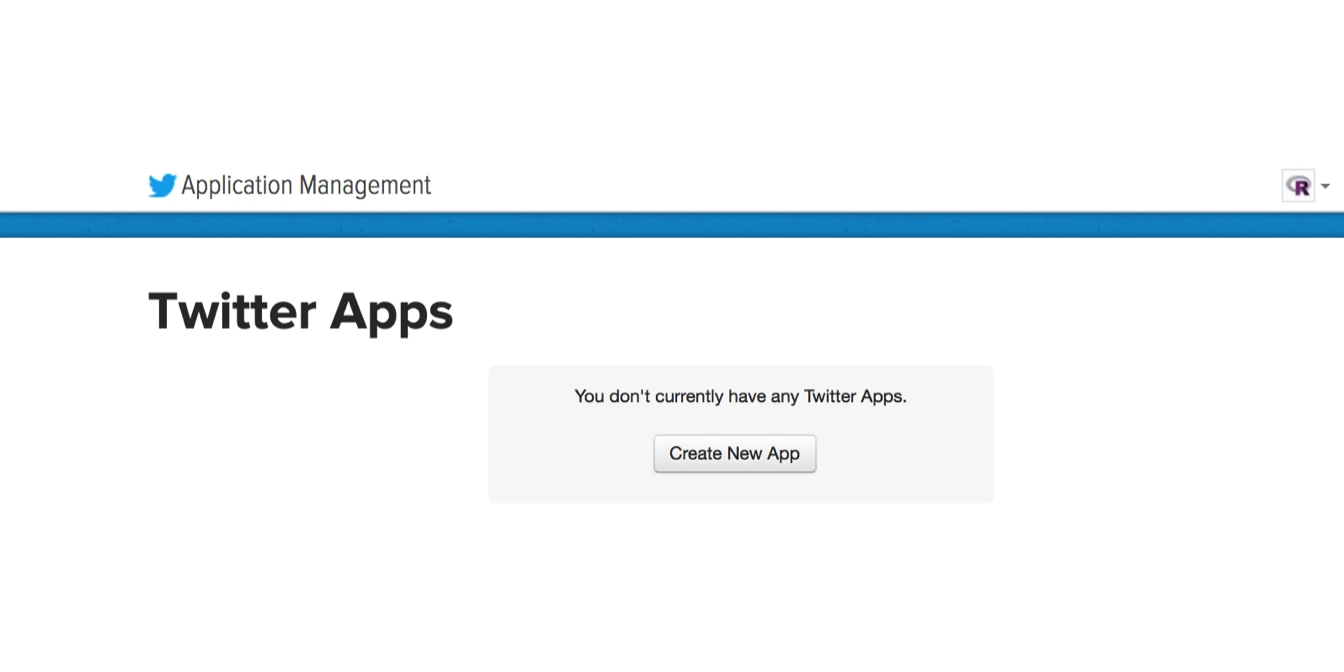 Application Management
R
Twitter Apps
You don't currently have any Twitter Apps.
Create New App